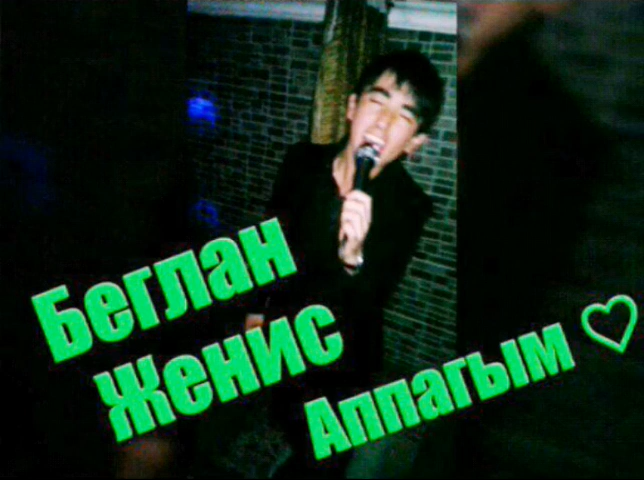 Беглан
Женис
Аппагым ♡